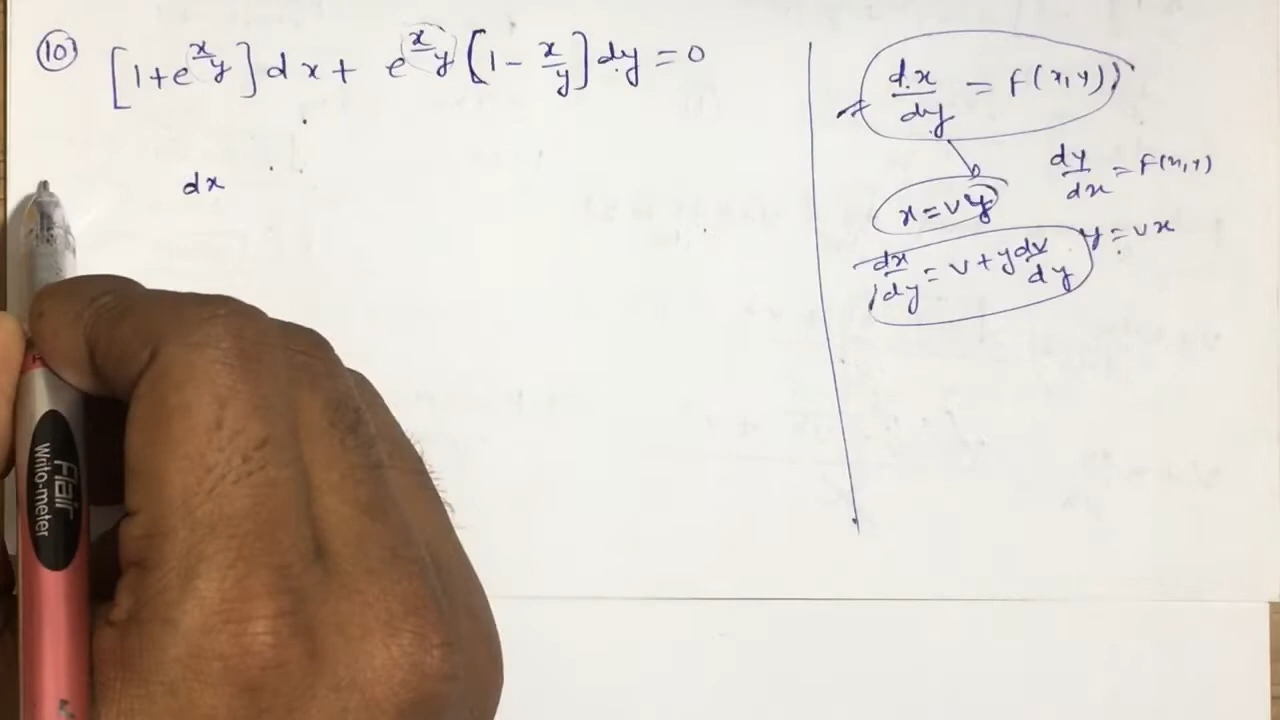 ⑩ [1+e^{x/y}] dx + e^{x/y} [1 - x/y] dy = 0
dx
dx/dy = F(x,y)
x = vy
dx/dy = v + y dv/dy
dy/dx = F(x,y)
y = vx
Flair
Writo-meter